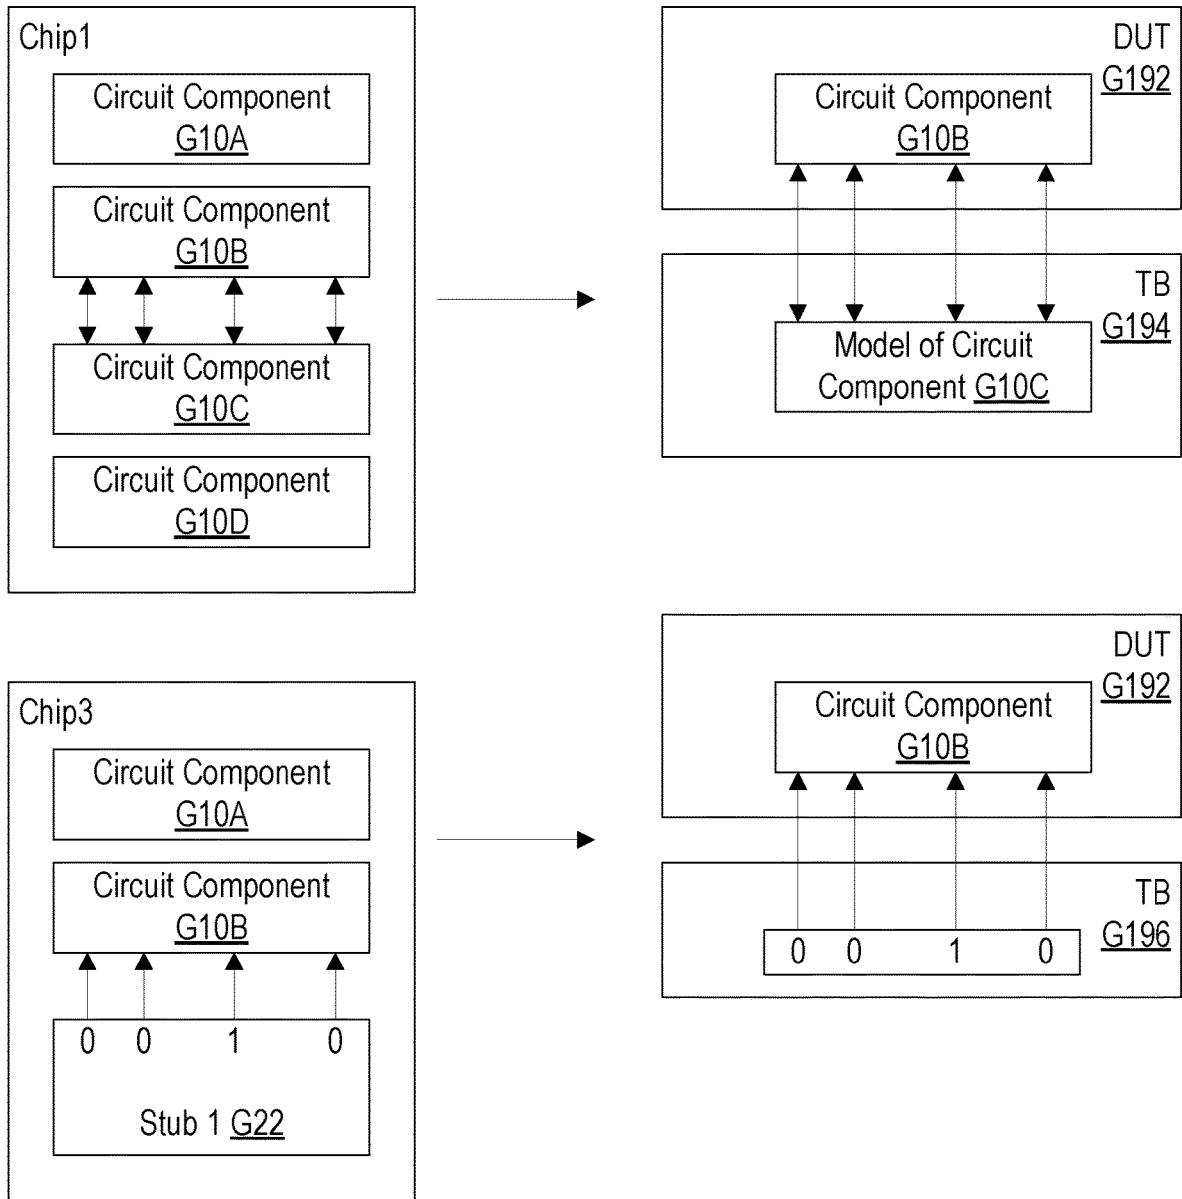 Chip1
Circuit Component
G10A
Circuit Component
G10B
Circuit Component
G10C
Circuit Component
G10D
DUT
G192
Circuit Component
G10B
TB
G194
Model of Circuit
Component G10C
Chip3
Circuit Component
G10A
Circuit Component
G10B
0 0 1 0
Stub 1 G22
DUT
G192
Circuit Component
G10B
TB
G196
0 0 1 0